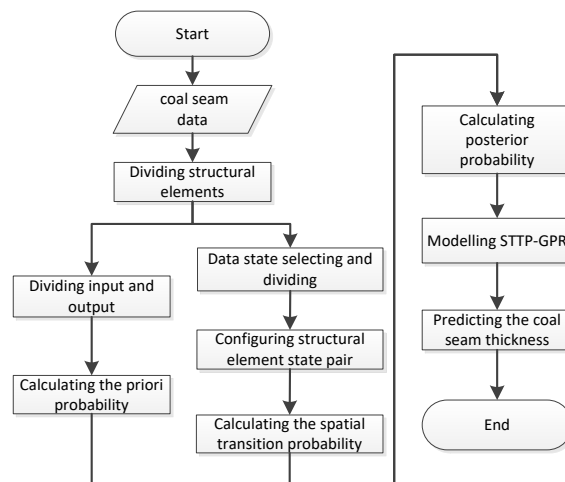 Start
coal seam
data
Dividing structural
elements
Dividing input and
output
Calculating the priori
probability
Data state selecting and
dividing
Configuring structural
element state pair
Calculating the spatial
transition probability
Calculating
posterior
probability
Modelling STTP-GPR
Predicting the coal
seam thickness
End